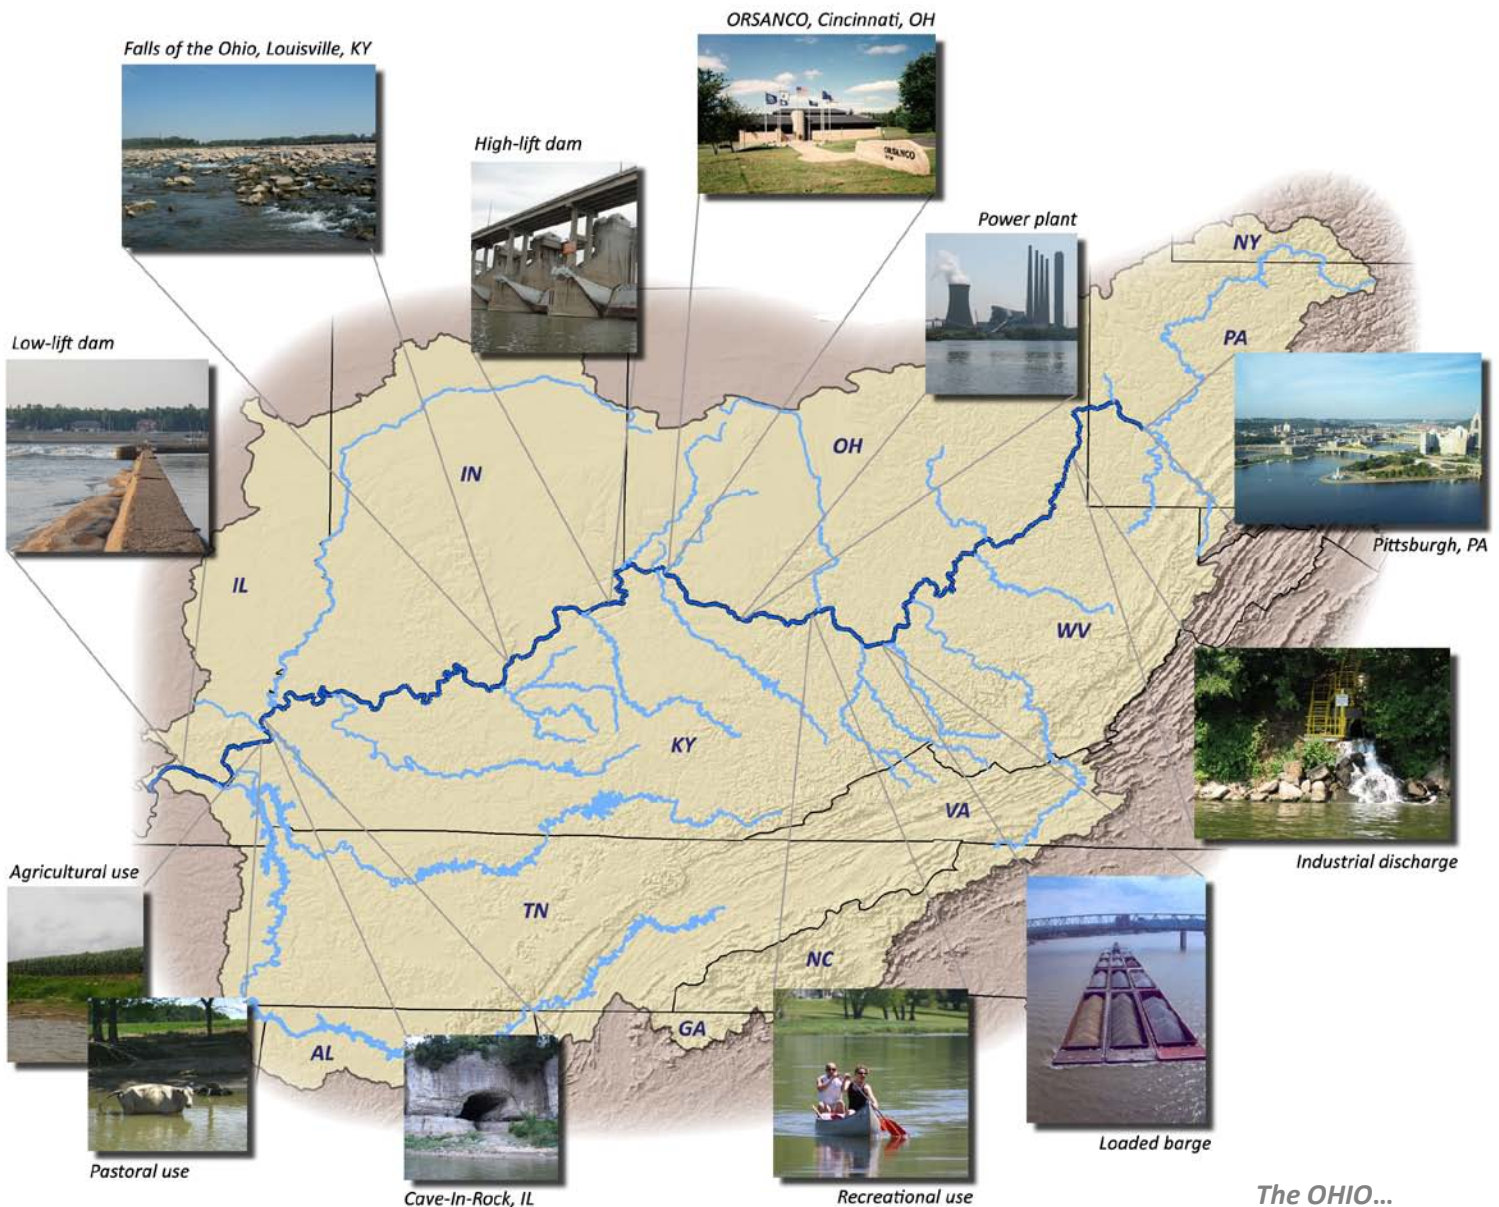 ORSANCO, Cincinnati, OH
Falls of the Ohio, Louisville, KY
High-lift dam
ORSANCO
Power plant
NY
Low-lift dam
PA
OH
IN
Pittsburgh, PA
IL
WV
KY
VA
Industrial discharge
Agricultural use
TN
NC
GA
AL
Loaded barge
Pastoral use
Cave-In-Rock, IL
Recreational use
The OHIO...